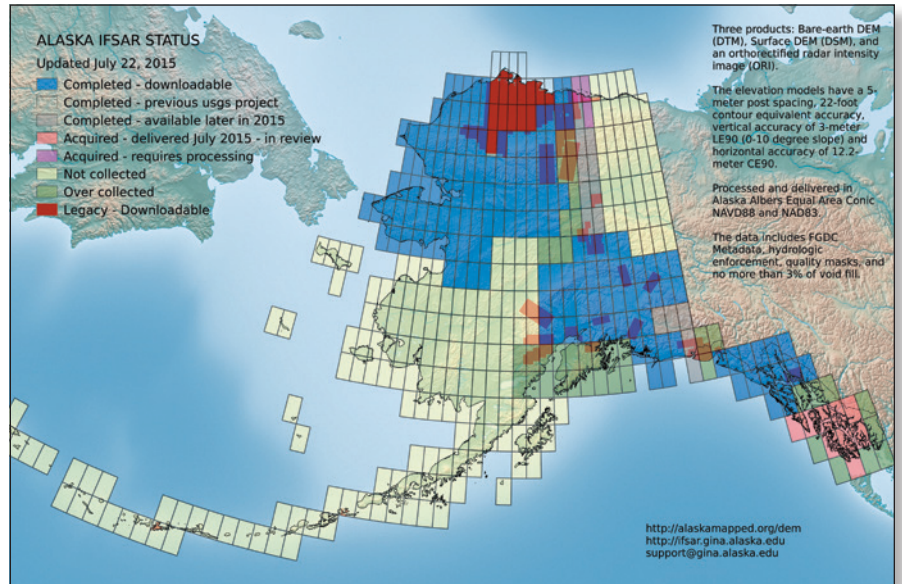 ALASKA IFSAR STATUS
Updated July 22, 2015
Completed - downloadable
Completed - previous usgs project
Completed - available later in 2015
Acquired - delivered July 2015 - in review
Acquired - requires processing
Not collected
Over collected
Legacy - Downloadable
Three products: Bare-earth DEM
(DTM), Surface DEM (DSM), and
an orthorectified radar intensity
image (ORI).
The elevation models have a 5-
meter post spacing, 22-foot
contour equivalent accuracy,
vertical accuracy of 3-meter
LE90 (0-10 degree slope) and
horizontal accuracy of 12.2-
meter CE90.
Processed and delivered in
Alaska Albers Equal Area Conic
NAVD88 and NAD83.
The data includes FGDC
Metadata, hydrologic
enforcement, quality masks, and
no more than 3% of void fill.
http://alaskamapped.org/dem
http://ifsar.gina.alaska.edu
support@gina.alaska.edu